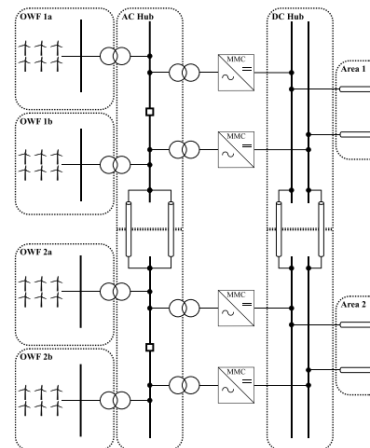 OWF 1a
AC Hub
DC Hub
MMC
Area 1
OWF 1b
MMC
OWF 2a
MMC
Area 2
OWF 2b
MMC